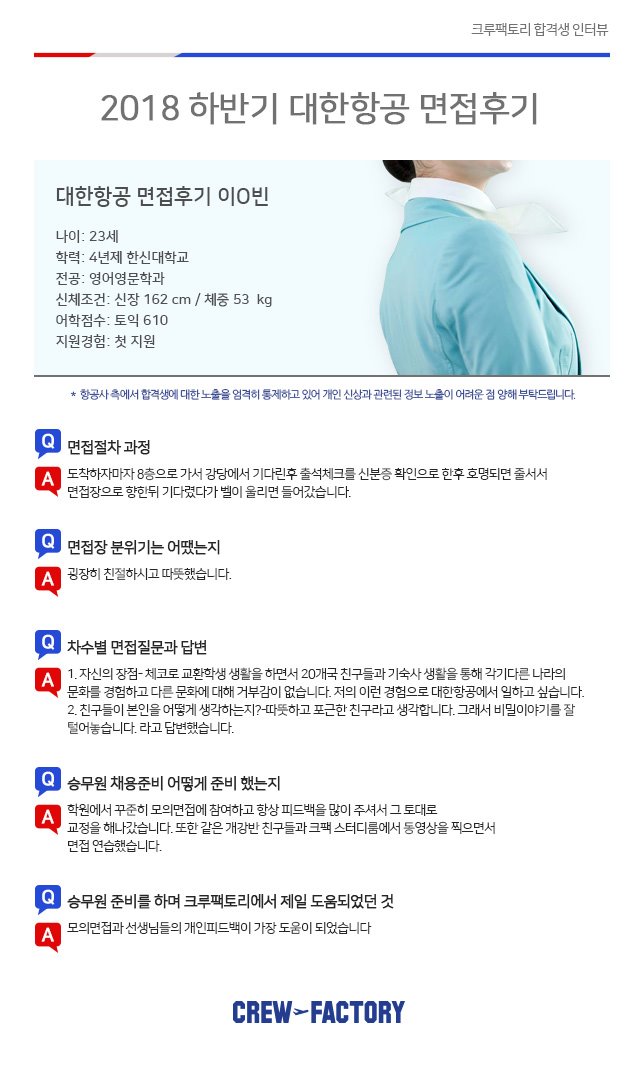 크루팩토리 합격생 인터뷰
2018 하반기 대한항공 면접후기
대한항공 면접후기 이O빈
나이: 23세
학력: 4년제 한신대학교
전공: 영어영문학과
신체조건: 신장 162 cm / 체중 53 kg
어학점수: 토익 610
지원경험: 첫 지원
* 항공사 측에서 합격생에 대한 노출을 엄격히 통제하고 있어 개인 신상과 관련된 정보 노출이 어려운 점 양해 부탁드립니다.
Q 면접절차 과정
A 도착하자마자 8층으로 가서 강당에서 기다린후 출석체크를 신분증 확인으로 한후 호명되면 줄서서
면접장으로 향한뒤 기다렸다가 벨이 울리면 들어갔습니다.
Q 면접장 분위기는 어땠는지
A 굉장히 친절하시고 따뜻했습니다.
Q 차수별 면접질문과 답변
A 1. 자신의 장점- 체코로 교환학생 생활을 하면서 20개국 친구들과 기숙사 생활을 통해 각기다른 나라의
문화를 경험하고 다른 문화에 대해 거부감이 없습니다. 저의 이런 경험으로 대한항공에서 일하고 싶습니다.
2. 친구들이 본인을 어떻게 생각하는지?-따뜻하고 포근한 친구라고 생각합니다. 그래서 비밀이야기를 잘
털어놓습니다. 라고 답변했습니다.
Q 승무원 채용준비 어떻게 준비 했는지
A 학원에서 꾸준히 모의면접에 참여하고 항상 피드백을 많이 주셔서 그 토대로
교정을 해나갔습니다. 또한 같은 개강반 친구들과 크팩 스터디룸에서 동영상을 찍으면서
면접 연습했습니다.
Q 승무원 준비를 하며 크루팩토리에서 제일 도움되었던 것
A 모의면접과 선생님들의 개인피드백이 가장 도움이 되었습니다
CREW FACTORY